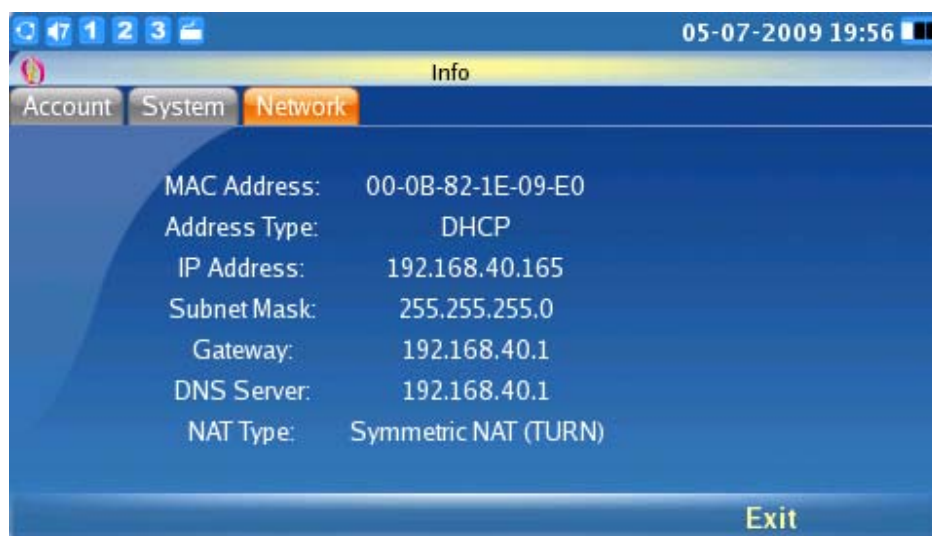 47 1 2 3 05-07-2009 19:56
Info
Account System Network
MAC Address: 00-0B-82-1E-09-E0
Address Type: DHCP
IP Address: 192.168.40.165
Subnet Mask: 255.255.255.0
Gateway: 192.168.40.1
DNS Server: 192.168.40.1
NAT Type: Symmetric NAT (TURN)
Exit